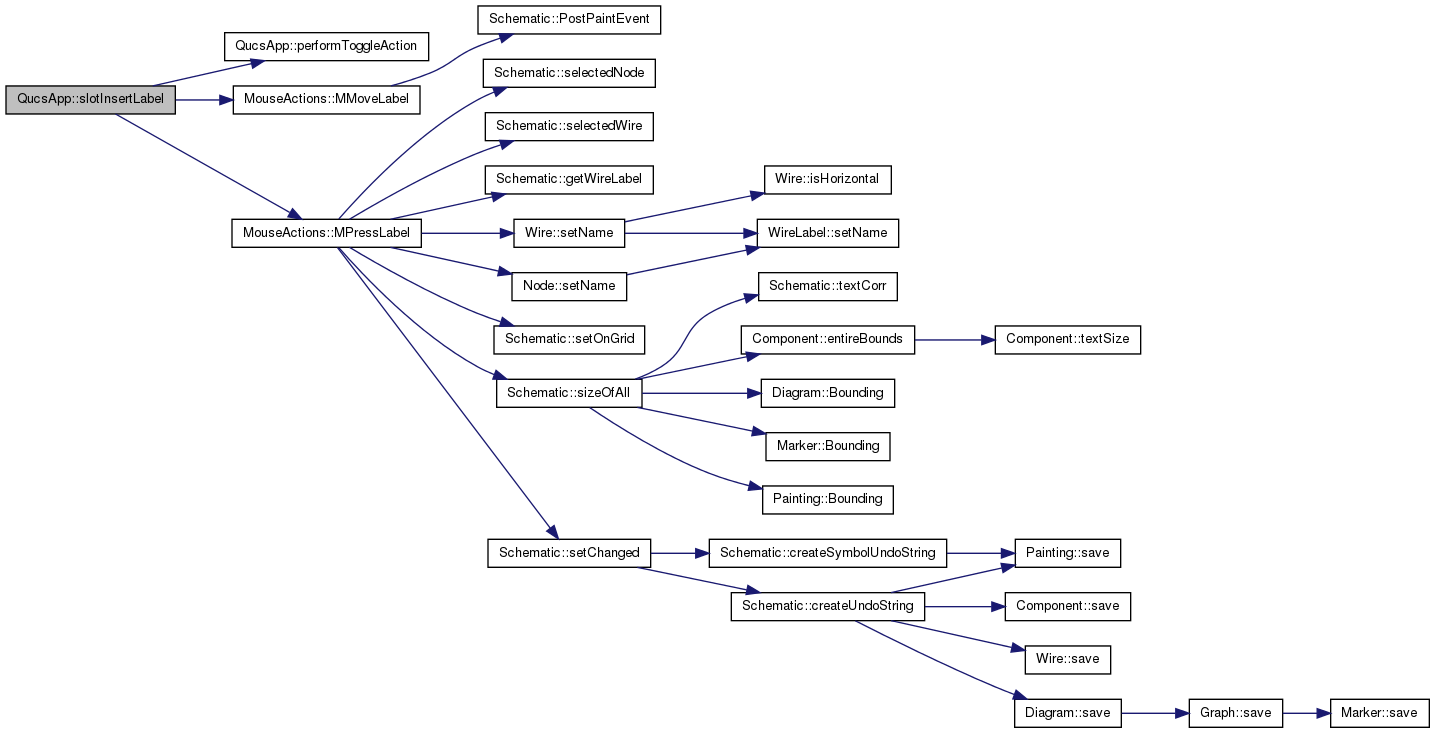 Schematic::PostPaintEvent
QucsApp::performToggleAction
Schematic::selectedNode
QucsApp::slotInsertLabel
MouseActions::MMoveLabel
Schematic::selectedWire
Schematic::getWireLabel
Wire::isHorizontal
MouseActions::MPressLabel
Wire::setName
WireLabel::setName
Node::setName
Schematic::textCorr
Schematic::setOnGrid
Component::entireBounds
Component::textSize
Schematic::sizeOfAll
Diagram::Bounding
Marker::Bounding
Painting::Bounding
Schematic::setChanged
Schematic::createSymbolUndoString
Painting::save
Schematic::createUndoString
Component::save
Wire::save
Diagram::save
Graph::save
Marker::save